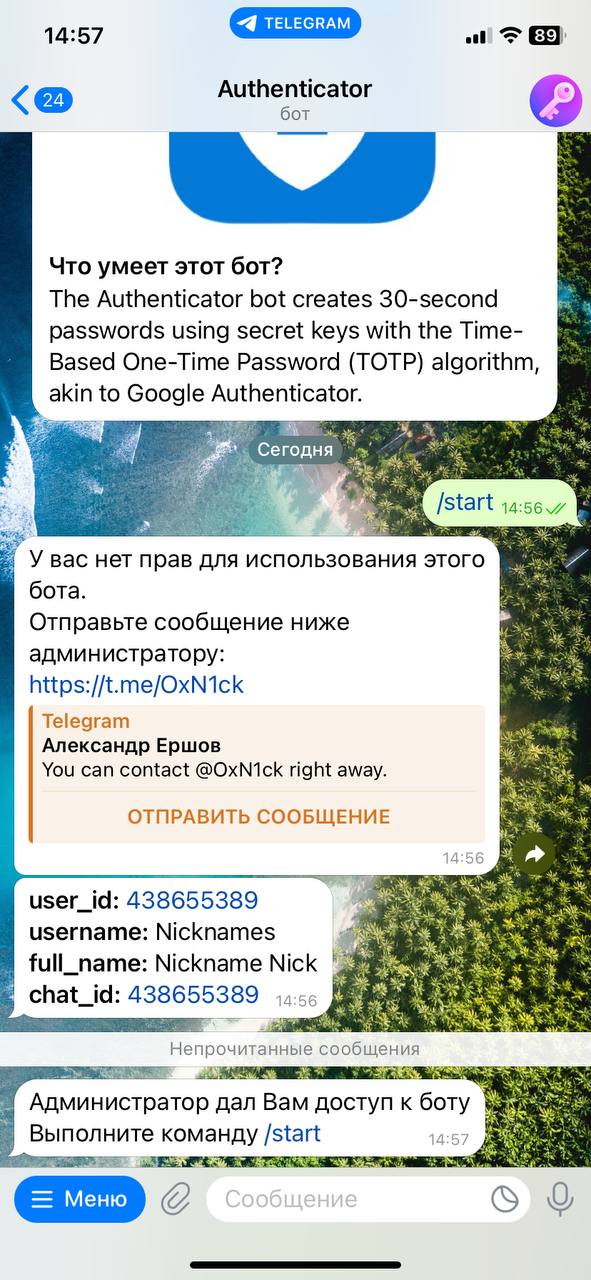 14:57
TELEGRAM
89
24
Authenticator
бот
Что умеет этот бот?
The Authenticator bot creates 30-second
passwords using secret keys with the Time-
Based One-Time Password (TOTP) algorithm,
akin to Google Authenticator.
Сегодня
/start 14:56
У вас нет прав для использования этого
бота.
Отправьте сообщение ниже
администратору:
https://t.me/OxN1ck
Telegram
Александр Ершов
You can contact @OxN1ck right away.
ОТПРАВИТЬ СООБЩЕНИЕ
14:56
user_id: 438655389
username: Nicknames
full_name: Nickname Nick
chat_id: 438655389 14:56
Непрочитанные сообщения
Администратор дал Вам доступ к боту
Выполните команду /start 14:57
Меню
Сообщение